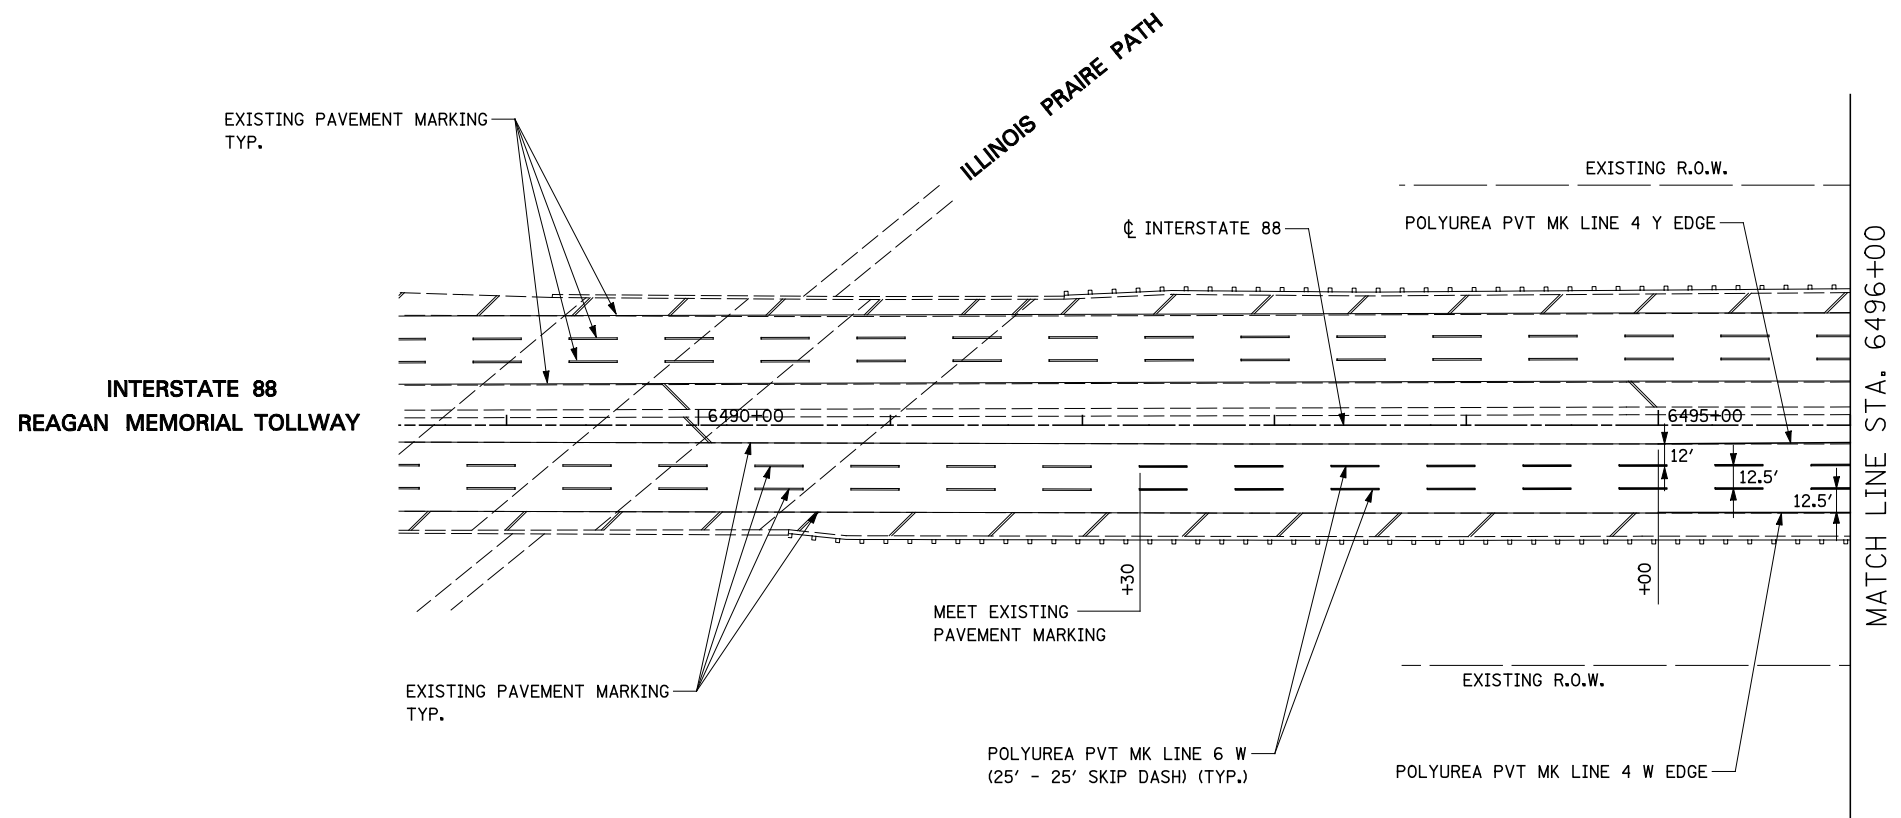 ILLINOIS PRAIRE PATH
EXISTING PAVEMENT MARKING
TYP.
EXISTING R.O.W.
POLYUREA PVT MK LINE 4 Y EDGE
℄ INTERSTATE 88
INTERSTATE 88
REAGAN MEMORIAL TOLLWAY
6490+00
6495+00
12'
12.5'
12.5'
MATCH LINE STA. 6496+00
+30
+00
MEET EXISTING
PAVEMENT MARKING
EXISTING R.O.W.
EXISTING PAVEMENT MARKING
TYP.
POLYUREA PVT MK LINE 6 W
(25' - 25' SKIP DASH) (TYP.)
POLYUREA PVT MK LINE 4 W EDGE